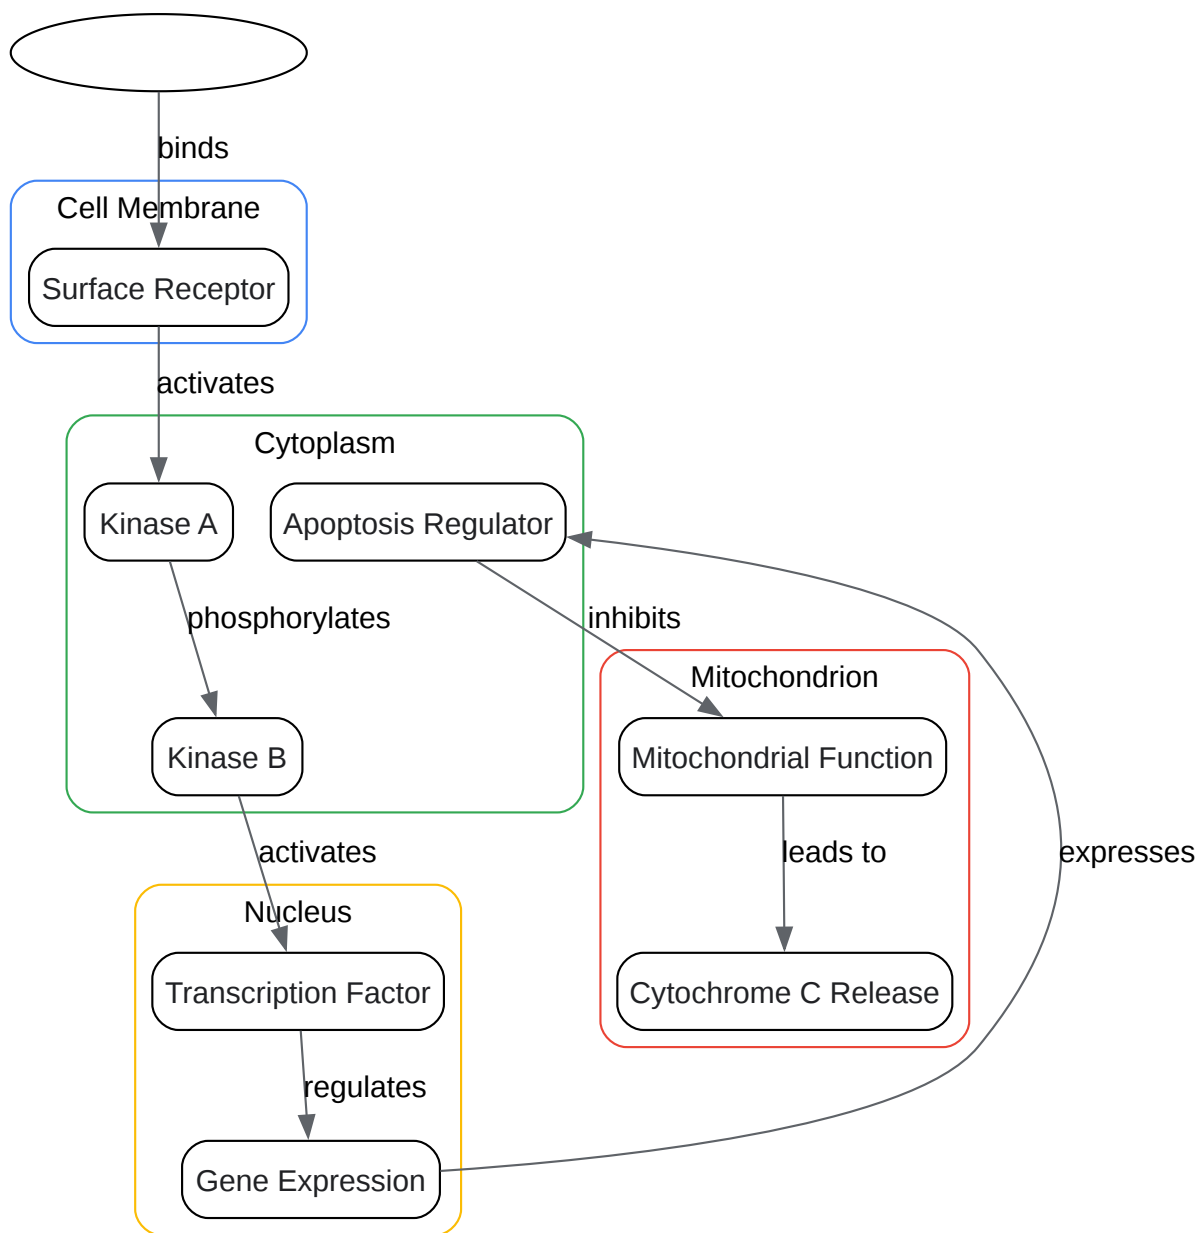 binds
Cell Membrane
Surface Receptor
activates
Cytoplasm
Kinase A
Apoptosis Regulator
phosphorylates
inhibits
Mitochondrion
Kinase B
Mitochondrial Function
activates
leads to
expresses
Nucleus
Transcription Factor
Cytochrome C Release
regulates
Gene Expression